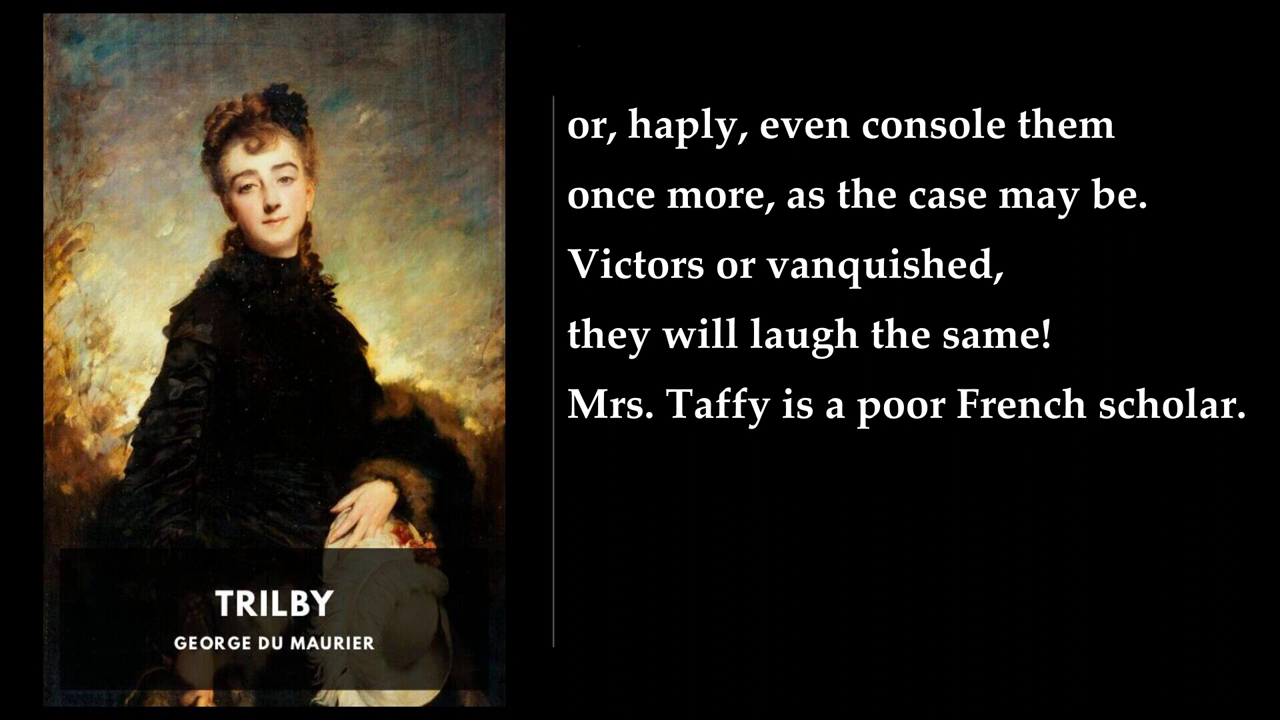 TRILBY
GEORGE DU MAURIER
or, haply, even console them
once more, as the case may be.
Victors or vanquished,
they will laugh the same!
Mrs. Taffy is a poor French scholar.